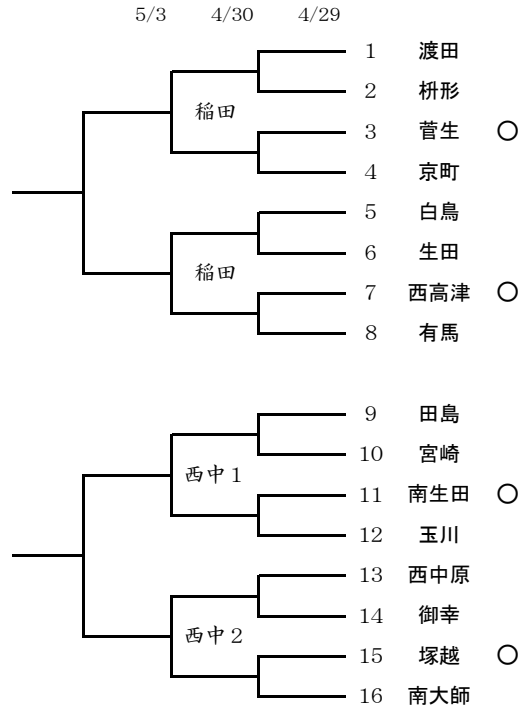 5/3 4/30 4/29
1 渡田
2 枡形
稲田
3 菅生 ○
4 京町
5 白鳥
6 生田
稲田
7 西高津 ○
8 有馬
9 田島
10 宮崎
西中1
11 南生田 ○
12 玉川
13 西中原
14 御幸
西中2
15 塚越 ○
16 南大師